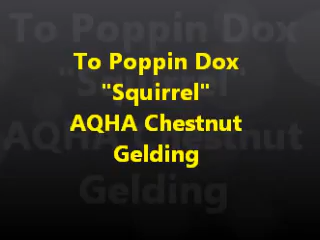 To Poppin Dox
"Squirrel"
AQHA Chestnut
Gelding